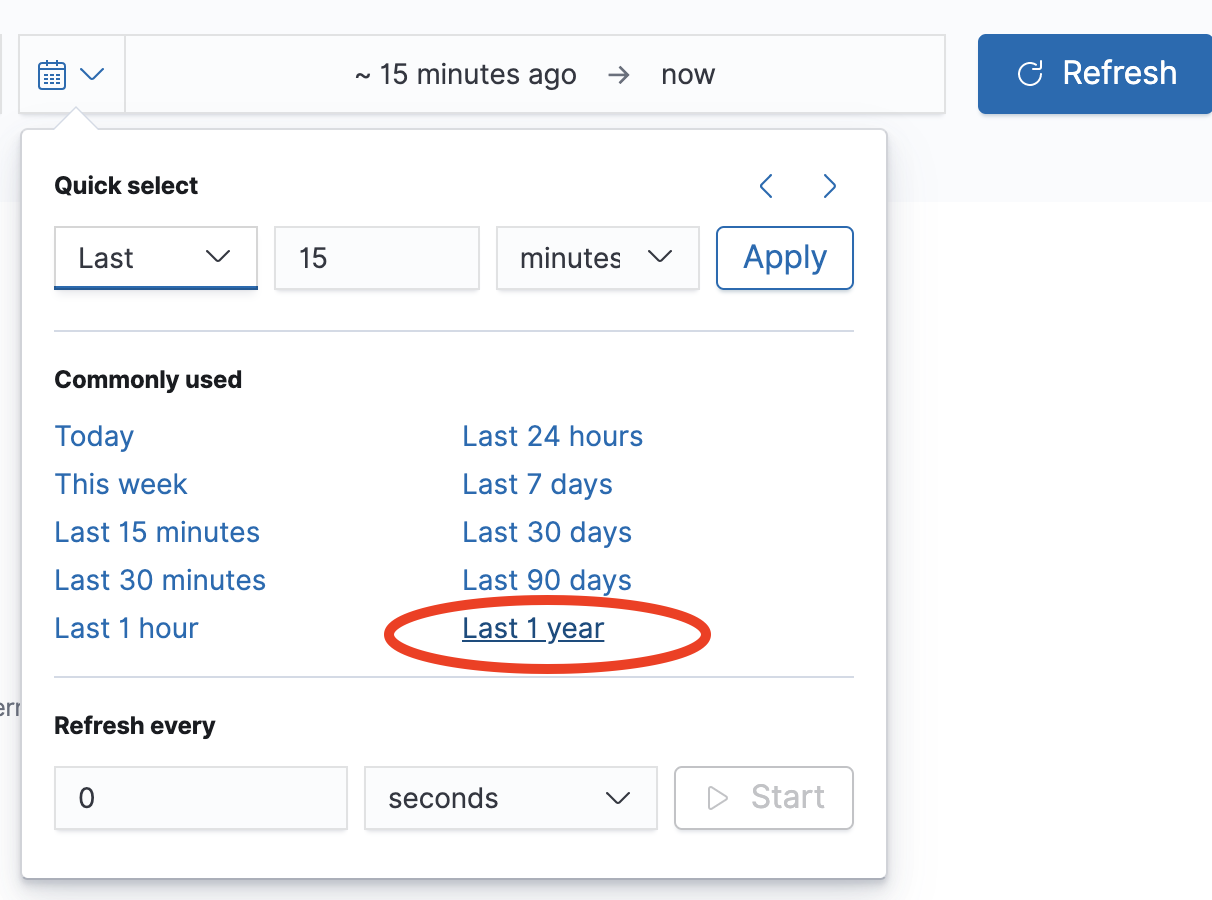 ~ 15 minutes ago → now
Refresh
Quick select
Last 15 minutes Apply
Commonly used
Today Last 24 hours
This week Last 7 days
Last 15 minutes Last 30 days
Last 30 minutes Last 90 days
Last 1 hour Last 1 year
Refresh every
0 seconds Start